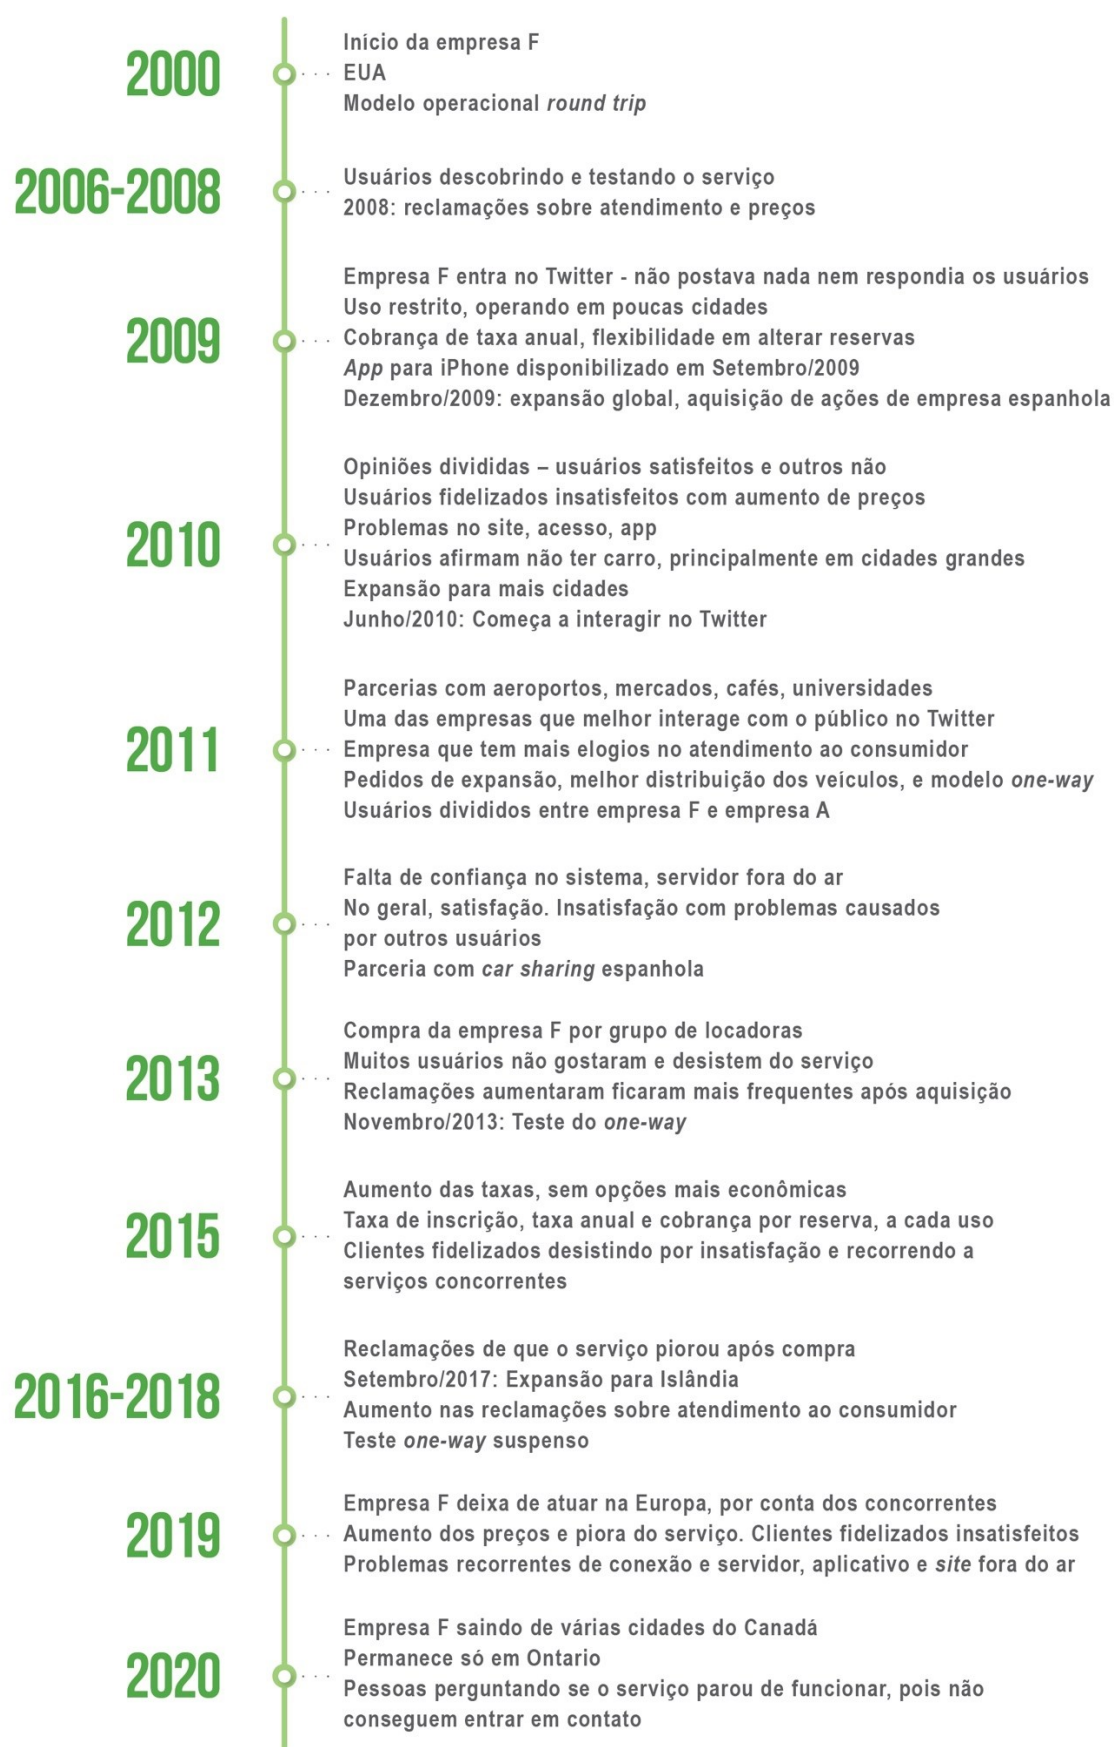 2000
Início da empresa F
EUA
Modelo operacional round trip
2006-2008
Usuários descobrindo e testando o serviço
2008: reclamações sobre atendimento e preços
2009
Empresa F entra no Twitter - não postava nada nem respondia os usuários
Uso restrito, operando em poucas cidades
Cobrança de taxa anual, flexibilidade em alterar reservas
App para iPhone disponibilizado em Setembro/2009
Dezembro/2009: expansão global, aquisição de ações de empresa espanhola
2010
Opiniões divididas – usuários satisfeitos e outros não
Usuários fidelizados insatisfeitos com aumento de preços
Problemas no site, acesso, app
Usuários afirmam não ter carro, principalmente em cidades grandes
Expansão para mais cidades
Junho/2010: Começa a interagir no Twitter
2011
Parcerias com aeroportos, mercados, cafés, universidades
Uma das empresas que melhor interage com o público no Twitter
Empresa que tem mais elogios no atendimento ao consumidor
Pedidos de expansão, melhor distribuição dos veículos, e modelo one-way
Usuários divididos entre empresa F e empresa A
2012
Falta de confiança no sistema, servidor fora do ar
No geral, satisfação. Insatisfação com problemas causados
por outros usuários
Parceria com car sharing espanhola
2013
Compra da empresa F por grupo de locadoras
Muitos usuários não gostaram e desistem do serviço
Reclamações aumentaram ficaram mais frequentes após aquisição
Novembro/2013: Teste do one-way
2015
Aumento das taxas, sem opções mais econômicas
Taxa de inscrição, taxa anual e cobrança por reserva, a cada uso
Clientes fidelizados desistindo por insatisfação e recorrendo a
serviços concorrentes
2016-2018
Reclamações de que o serviço piorou após compra
Setembro/2017: Expansão para Islândia
Aumento nas reclamações sobre atendimento ao consumidor
Teste one-way suspenso
2019
Empresa F deixa de atuar na Europa, por conta dos concorrentes
Aumento dos preços e piora do serviço. Clientes fidelizados insatisfeitos
Problemas recorrentes de conexão e servidor, aplicativo e site fora do ar
2020
Empresa F saindo de várias cidades do Canadá
Permanece só em Ontario
Pessoas perguntando se o serviço parou de funcionar, pois não
conseguem entrar em contato